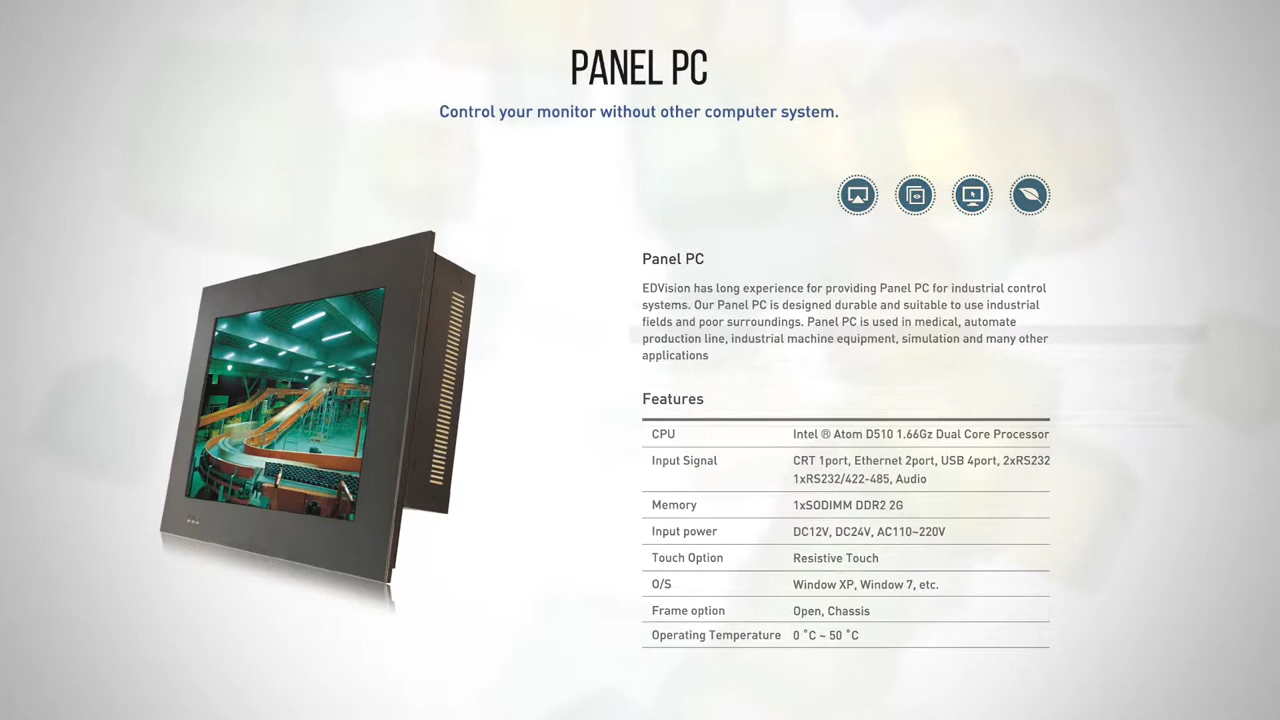 PANEL PC
Control your monitor without other computer system.
Panel PC
EDVision has long experience for providing Panel PC for industrial control
systems. Our Panel PC is designed durable and suitable to use industrial
fields and poor surroundings. Panel PC is used in medical, automate
production line, industrial machine equipment, simulation and many other
applications
Features
CPU Intel ® Atom D510 1.66Gz Dual Core Processor
Input Signal CRT 1port, Ethernet 2port, USB 4port, 2xRS232
1xRS232/422-485, Audio
Memory 1xSODIMM DDR2 2G
Input power DC12V, DC24V, AC110~220V
Touch Option Resistive Touch
O/S Window XP, Window 7, etc.
Frame option Open, Chassis
Operating Temperature 0 ˚C ~ 50 ˚C